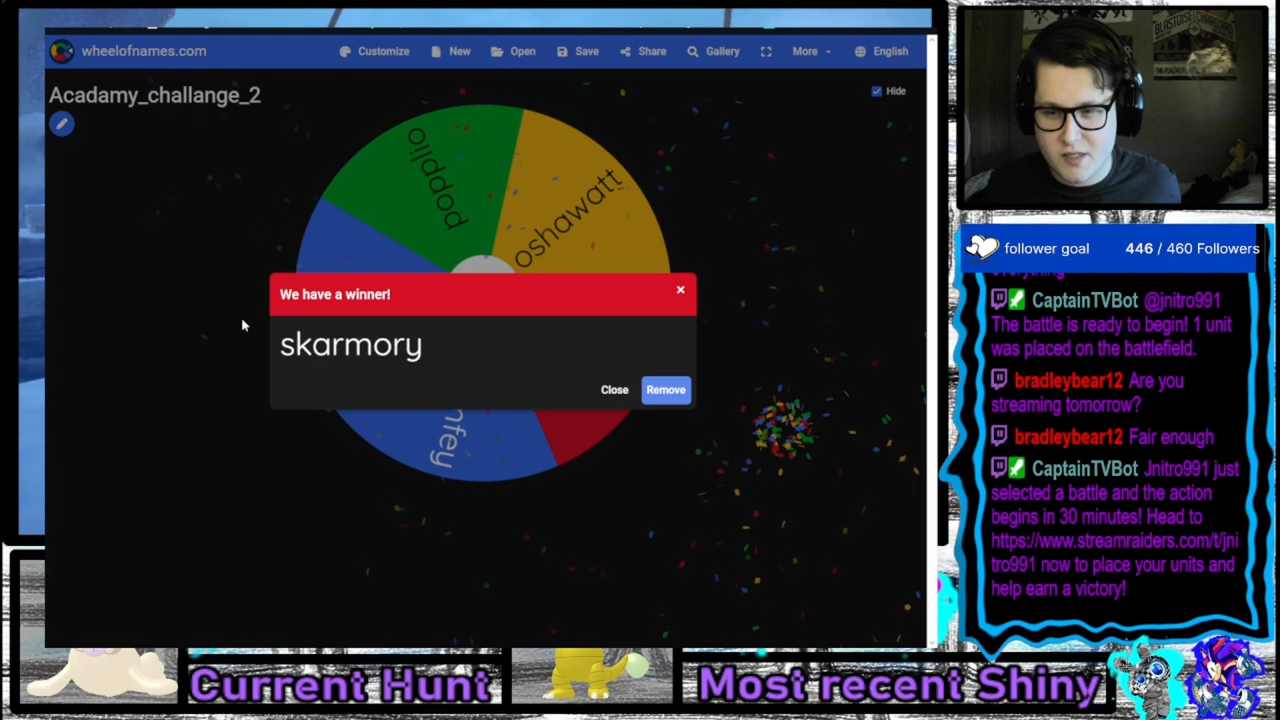 wheelofnames.com
Customize
New
Open
Save
Share
Gallery
More
English
Acadamy_challange_2
Hide
poppio
oshawatt
We have a winner!
skarmory
Close
Remove
nfey
BLASTOISE
follower goal
446 / 460 Followers
CaptainTVBot @jnitro991
The battle is ready to begin! 1 unit
was placed on the battlefield.
bradleybear12 Are you
streaming tomorrow?
bradleybear12 Fair enough
CaptainTVBot Jnitro991 just
selected a battle and the action
begins in 30 minutes! Head to
https://www.streamraiders.com/t/jni
tro991 now to place your units and
help earn a victory!
Current Hunt
Most recent Shiny